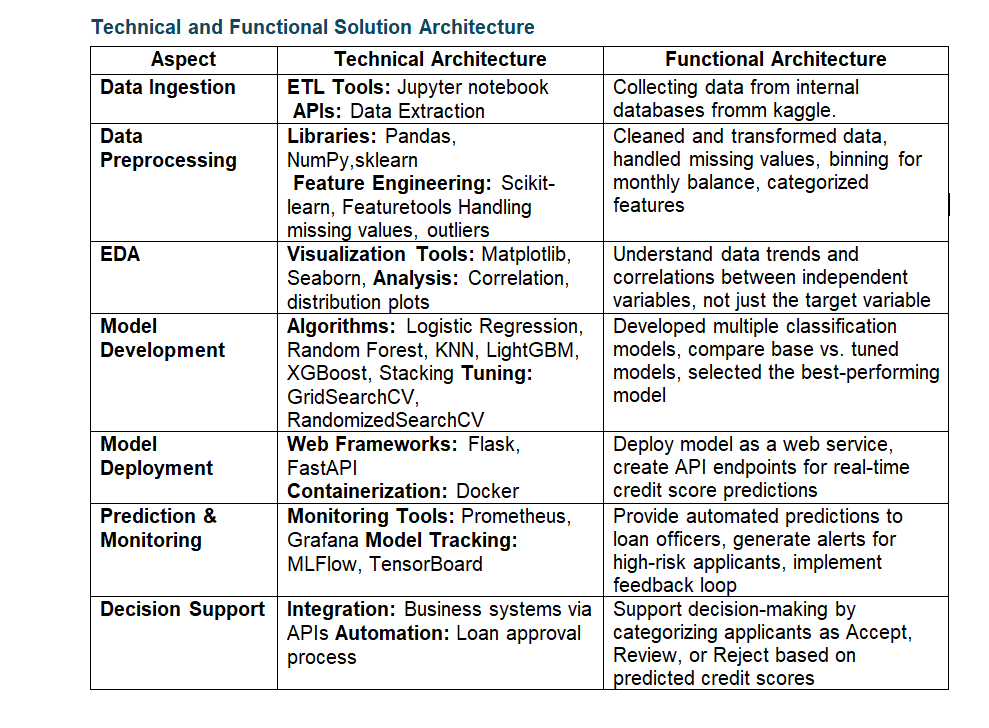 Technical and Functional Solution Architecture
Aspect
Technical Architecture
Functional Architecture
Data Ingestion
ETL Tools: Jupyter notebook
APIs: Data Extraction
Collecting data from internal
databases fromm kaggle.
Data
Preprocessing
Libraries: Pandas,
NumPy,sklearn
Feature Engineering: Scikit-
learn, Featuretools Handling
missing values, outliers
Cleaned and transformed data,
handled missing values, binning for
monthly balance, categorized
features
EDA
Visualization Tools: Matplotlib,
Seaborn, Analysis: Correlation,
distribution plots
Understand data trends and
correlations between independent
variables, not just the target variable
Model
Development
Algorithms: Logistic Regression,
Random Forest, KNN, LightGBM,
XGBoost, Stacking Tuning:
GridSearchCV,
RandomizedSearchCV
Developed multiple classification
models, compare base vs. tuned
models, selected the best-performing
model
Model
Deployment
Web Frameworks: Flask,
FastAPI
Containerization: Docker
Deploy model as a web service,
create API endpoints for real-time
credit score predictions
Prediction &
Monitoring
Monitoring Tools: Prometheus,
Grafana Model Tracking:
MLFlow, TensorBoard
Provide automated predictions to
loan officers, generate alerts for
high-risk applicants, implement
feedback loop
Decision Support
Integration: Business systems via
APIs Automation: Loan approval
process
Support decision-making by
categorizing applicants as Accept,
Review, or Reject based on
predicted credit scores